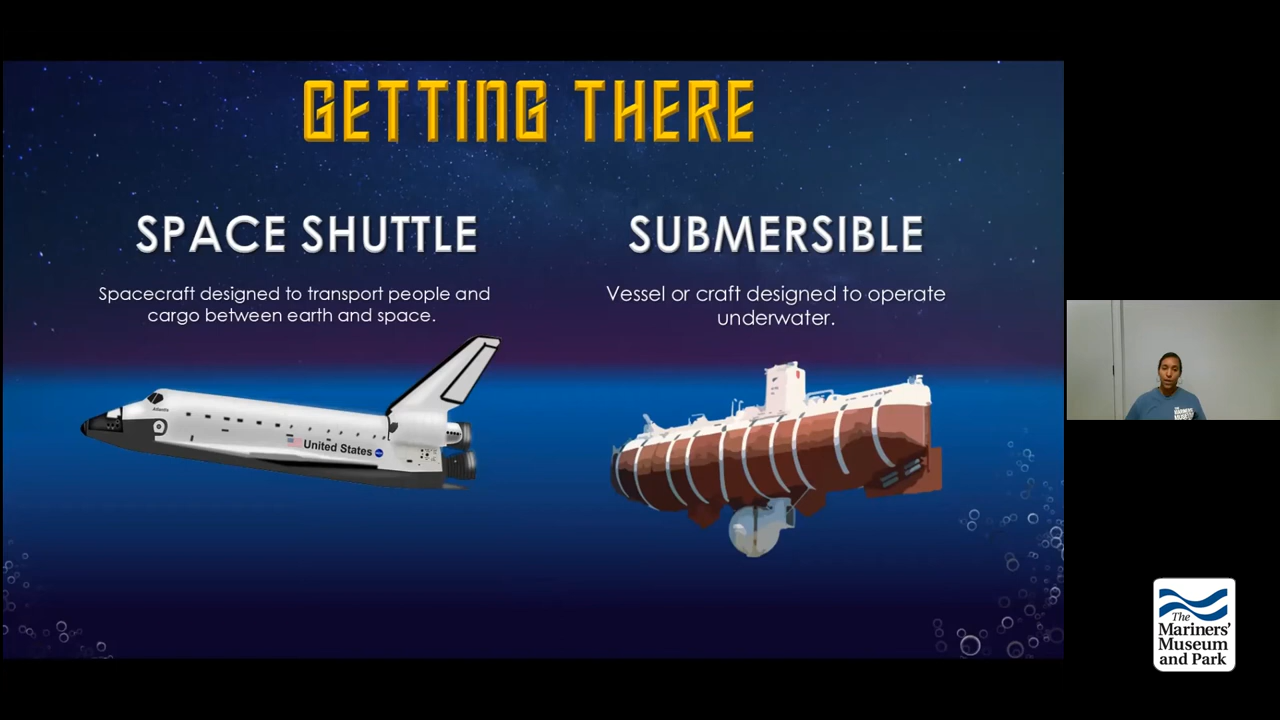 GETTING THERE
SPACE SHUTTLE
Spacecraft designed to transport people and
cargo between earth and space.
Atlantis
United States
SUBMERSIBLE
Vessel or craft designed to operate
underwater.
The
Mariners'
Museum
and Park